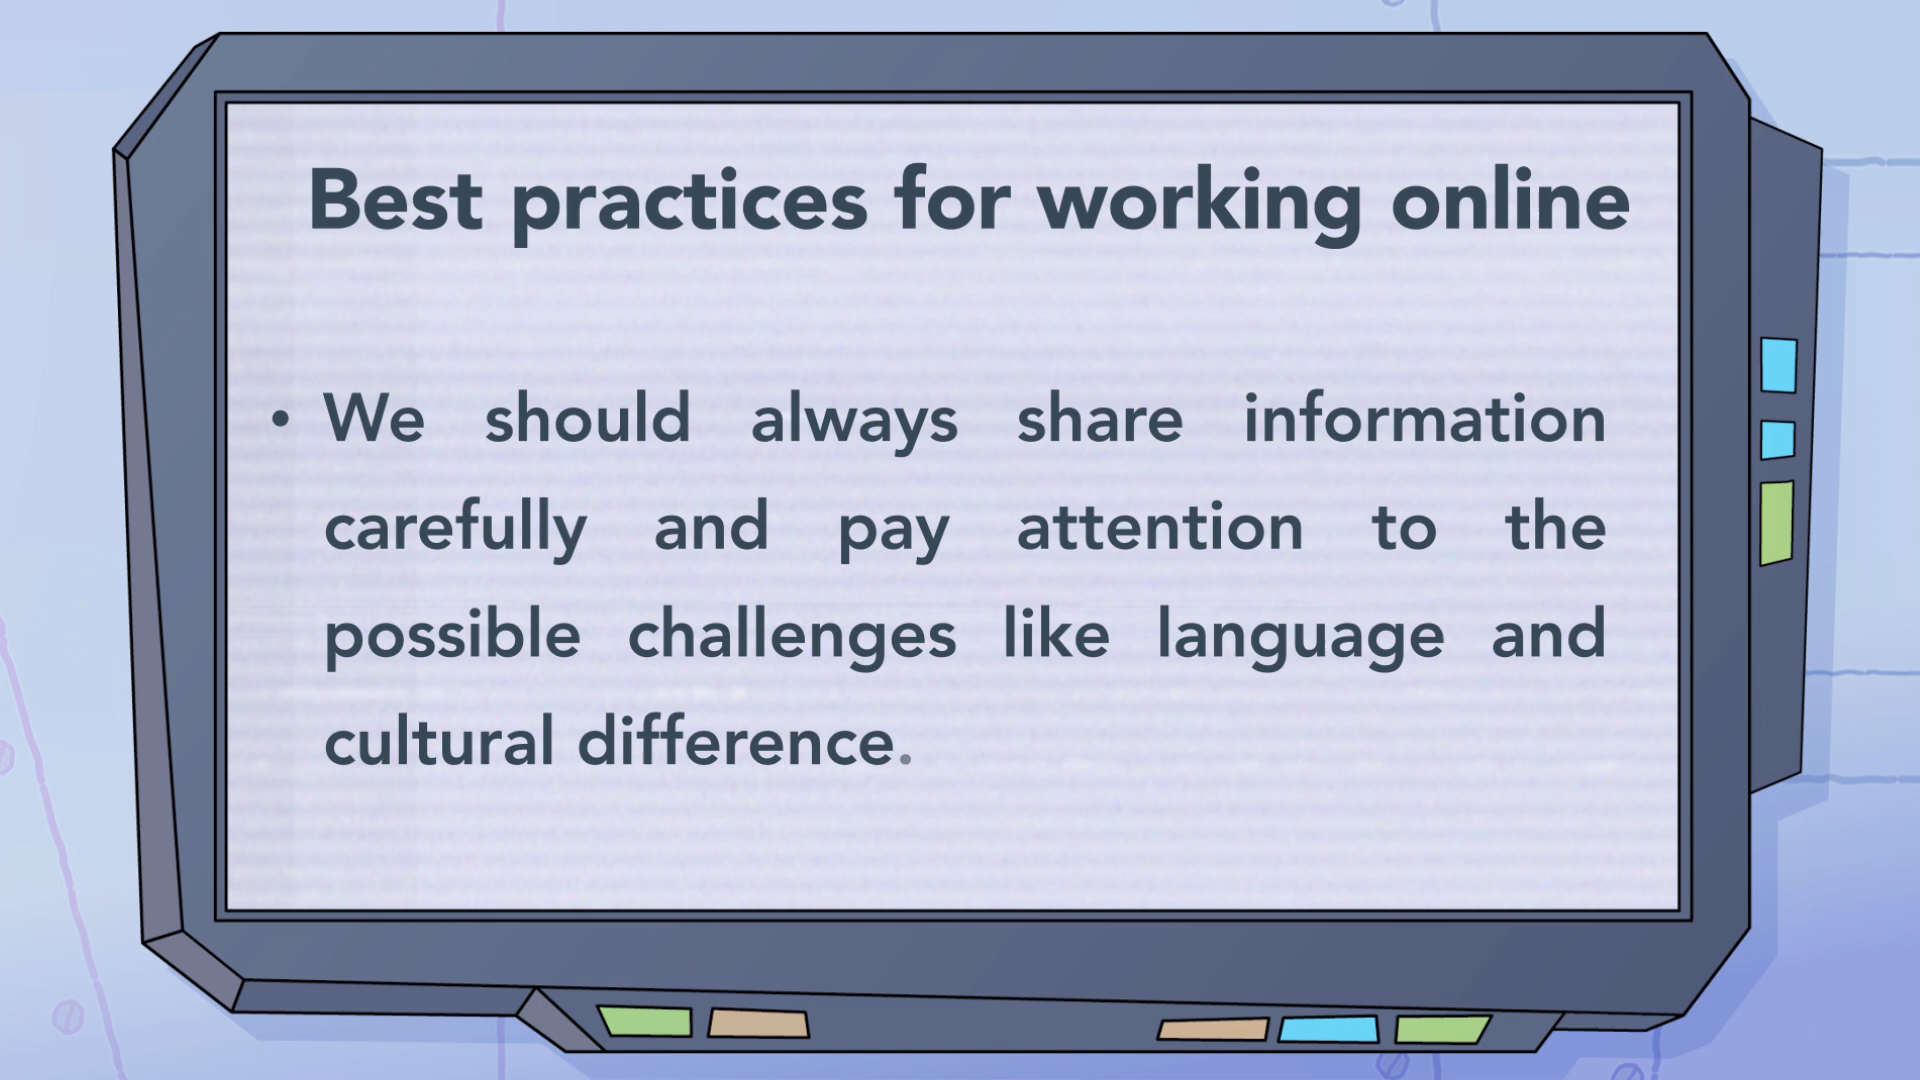 Best practices for working online
• We should always share information
carefully and pay attention to the
possible challenges like language and
cultural difference.